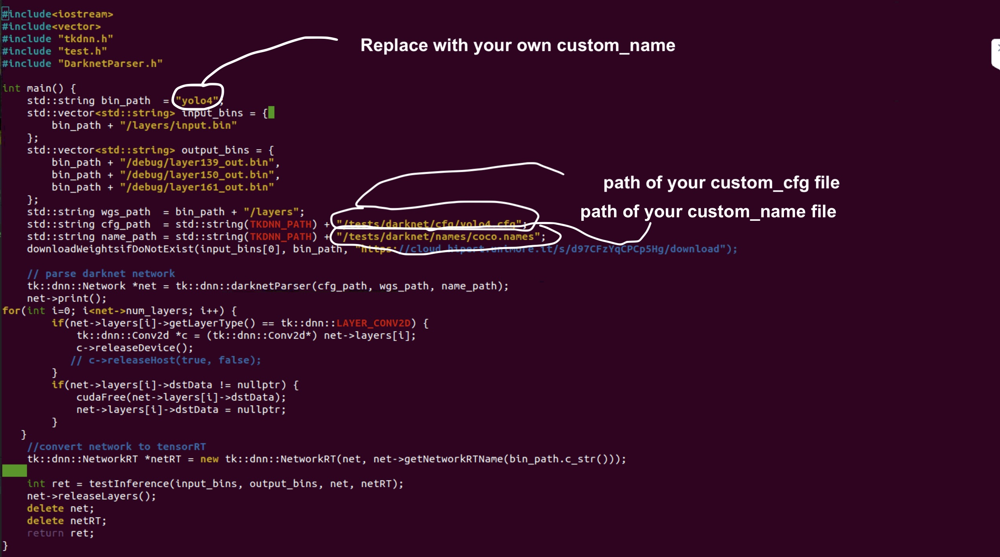 #include<iostream>
#include<vector>
#include "tkdnn.h"
#include "test.h"
#include "DarknetParser.h"
Replace with your own custom_name
int main() {
    std::string bin_path  = "yolo4";
    std::vector<std::string> input_bins = {
        bin_path + "/layers/input.bin"
    };
    std::vector<std::string> output_bins = {
        bin_path + "/debug/layer139_out.bin",
        bin_path + "/debug/layer150_out.bin",
        bin_path + "/debug/layer161_out.bin"
    };
path of your custom_cfg file
path of your custom_name file
    std::string wgs_path  = bin_path + "/layers";
    std::string cfg_path  = std::string(TKDNN_PATH) + "/tests/darknet/cfg/yolo4.cfg";
    std::string name_path = std::string(TKDNN_PATH) + "/tests/darknet/names/coco.names";
    downloadWeightsifDoNotExist(input_bins[0], bin_path, "https://cloud.hipert.unimore.it/s/d97CFzYqCPCp5Hg/download");
    // parse darknet network
    tk::dnn::Network *net = tk::dnn::darknetParser(cfg_path, wgs_path, name_path);
    net->print();
for(int i=0; i<net->num_layers; i++) {
        if(net->layers[i]->getLayerType() == tk::dnn::LAYER_CONV2D) {
            tk::dnn::Conv2d *c = (tk::dnn::Conv2d*) net->layers[i];
            c->releaseDevice();
           // c->releaseHost(true, false);
        }
        if(net->layers[i]->dstData != nullptr) {
            cudaFree(net->layers[i]->dstData);
            net->layers[i]->dstData = nullptr;
        }
   }
    //convert network to tensorRT
    tk::dnn::NetworkRT *netRT = new tk::dnn::NetworkRT(net, net->getNetworkRTName(bin_path.c_str()));
    int ret = testInference(input_bins, output_bins, net, netRT);
    net->releaseLayers();
    delete net;
    delete netRT;
    return ret;
}